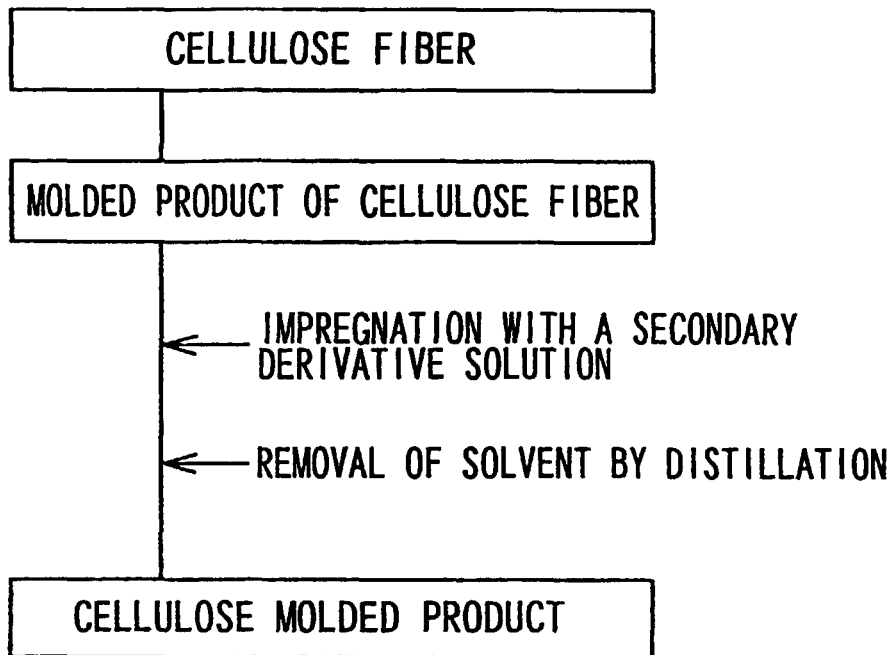 CELLULOSE FIBER
MOLDED PRODUCT OF CELLULOSE FIBER
IMPREGNATION WITH A SECONDARY
DERIVATIVE SOLUTION
REMOVAL OF SOLVENT BY DISTILLATION
CELLULOSE MOLDED PRODUCT